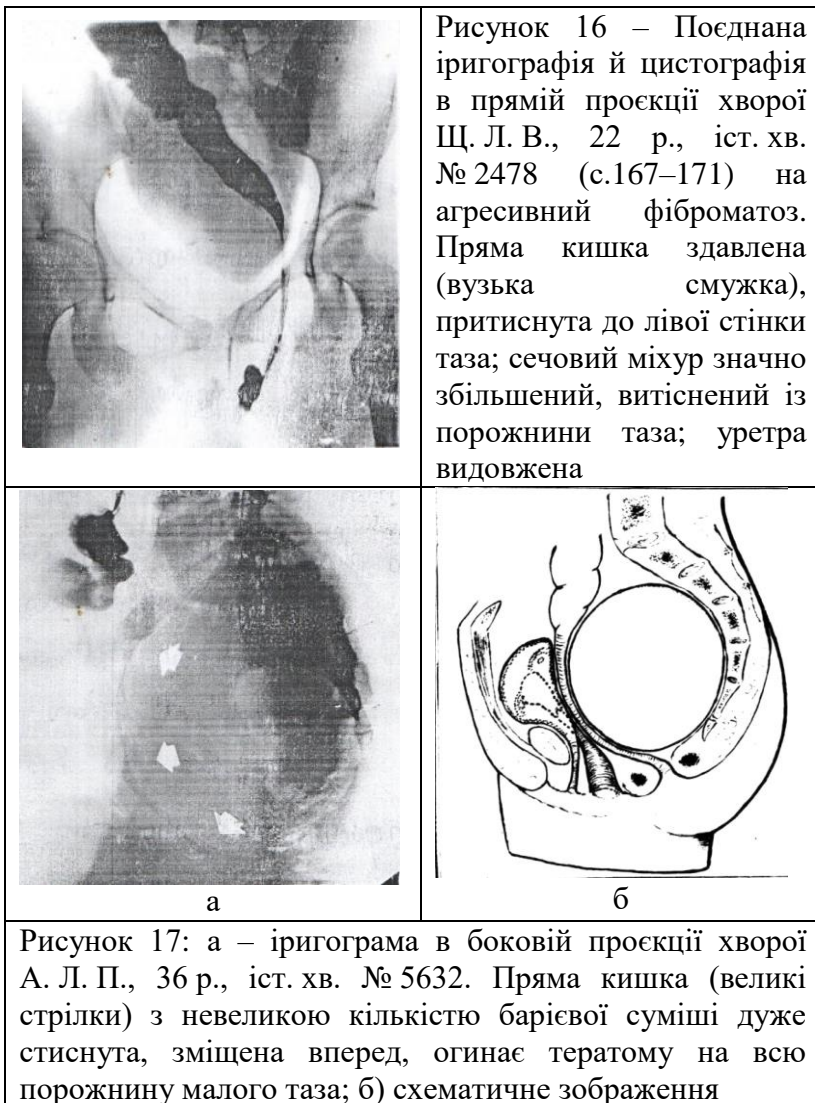 Рисунок 16 – Поєднана
іригографія й цистографія
в прямій проєкції хворої
Щ. Л. В., 22 р., іст. хв.
№ 2478 (с.167–171) на
агресивний фіброматоз.
Пряма кишка здавлена
(вузька смужка),
притиснута до лівої стінки
таза; сечовий міхур значно
збільшений, витіснений із
порожнини таза; уретра
видовжена
а
б
Рисунок 17: а – іригограма в боковій проєкції хворої
А. Л. П., 36 р., іст. хв. № 5632. Пряма кишка (великі
стрілки) з невеликою кількістю барієвої суміші дуже
стиснута, зміщена вперед, огинає тератому на всю
порожнину малого таза; б) схематичне зображення